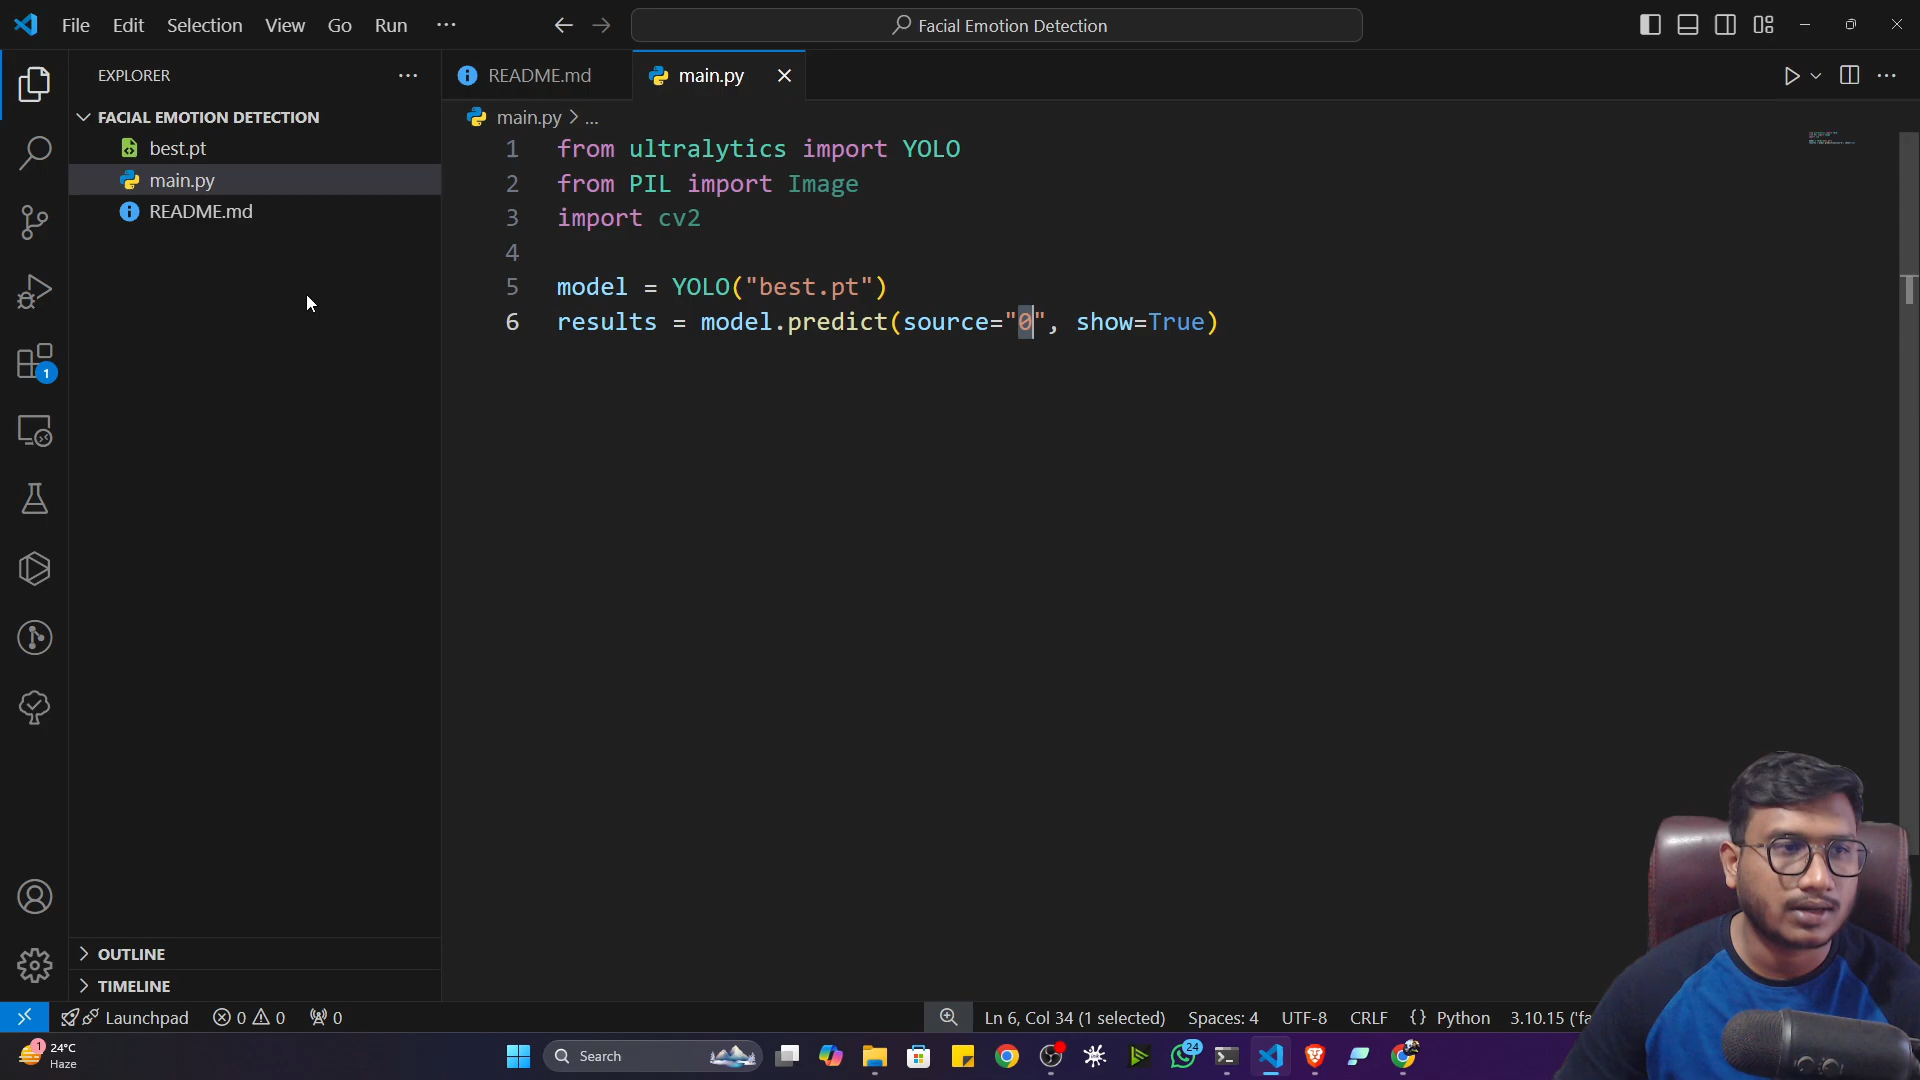 File Edit Selection View Go Run ...
Facial Emotion Detection
EXPLORER
README.md
main.py
FACIAL EMOTION DETECTION
best.pt
main.py
README.md
main.py > ...
1 from ultralytics import YOLO
2 from PIL import Image
3 import cv2
4
5 model = YOLO("best.pt")
6 results = model.predict(source="0", show=True)
1
OUTLINE
TIMELINE
Launchpad 0 0 0
Ln 6, Col 34 (1 selected) Spaces: 4 UTF-8 CRLF {} Python 3.10.15 ('fa
1
24°C
Haze
Search
24